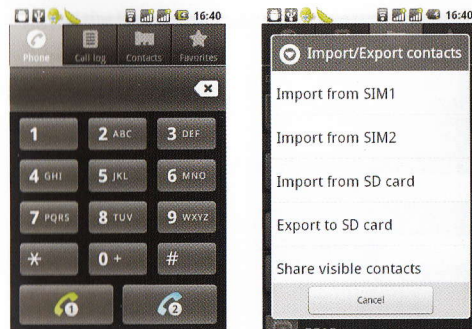 16:40
Phone
Call log
Contacts
Favorites
1
2 ABC
3 DEF
4 GHI
5 JKL
6 MNO
7 PQRS
8 TUV
9 WXYZ
*
0 +
#
1
2
16:40
Import/Export contacts
Import from SIM1
Import from SIM2
Import from SD card
Export to SD card
Share visible contacts
Cancel